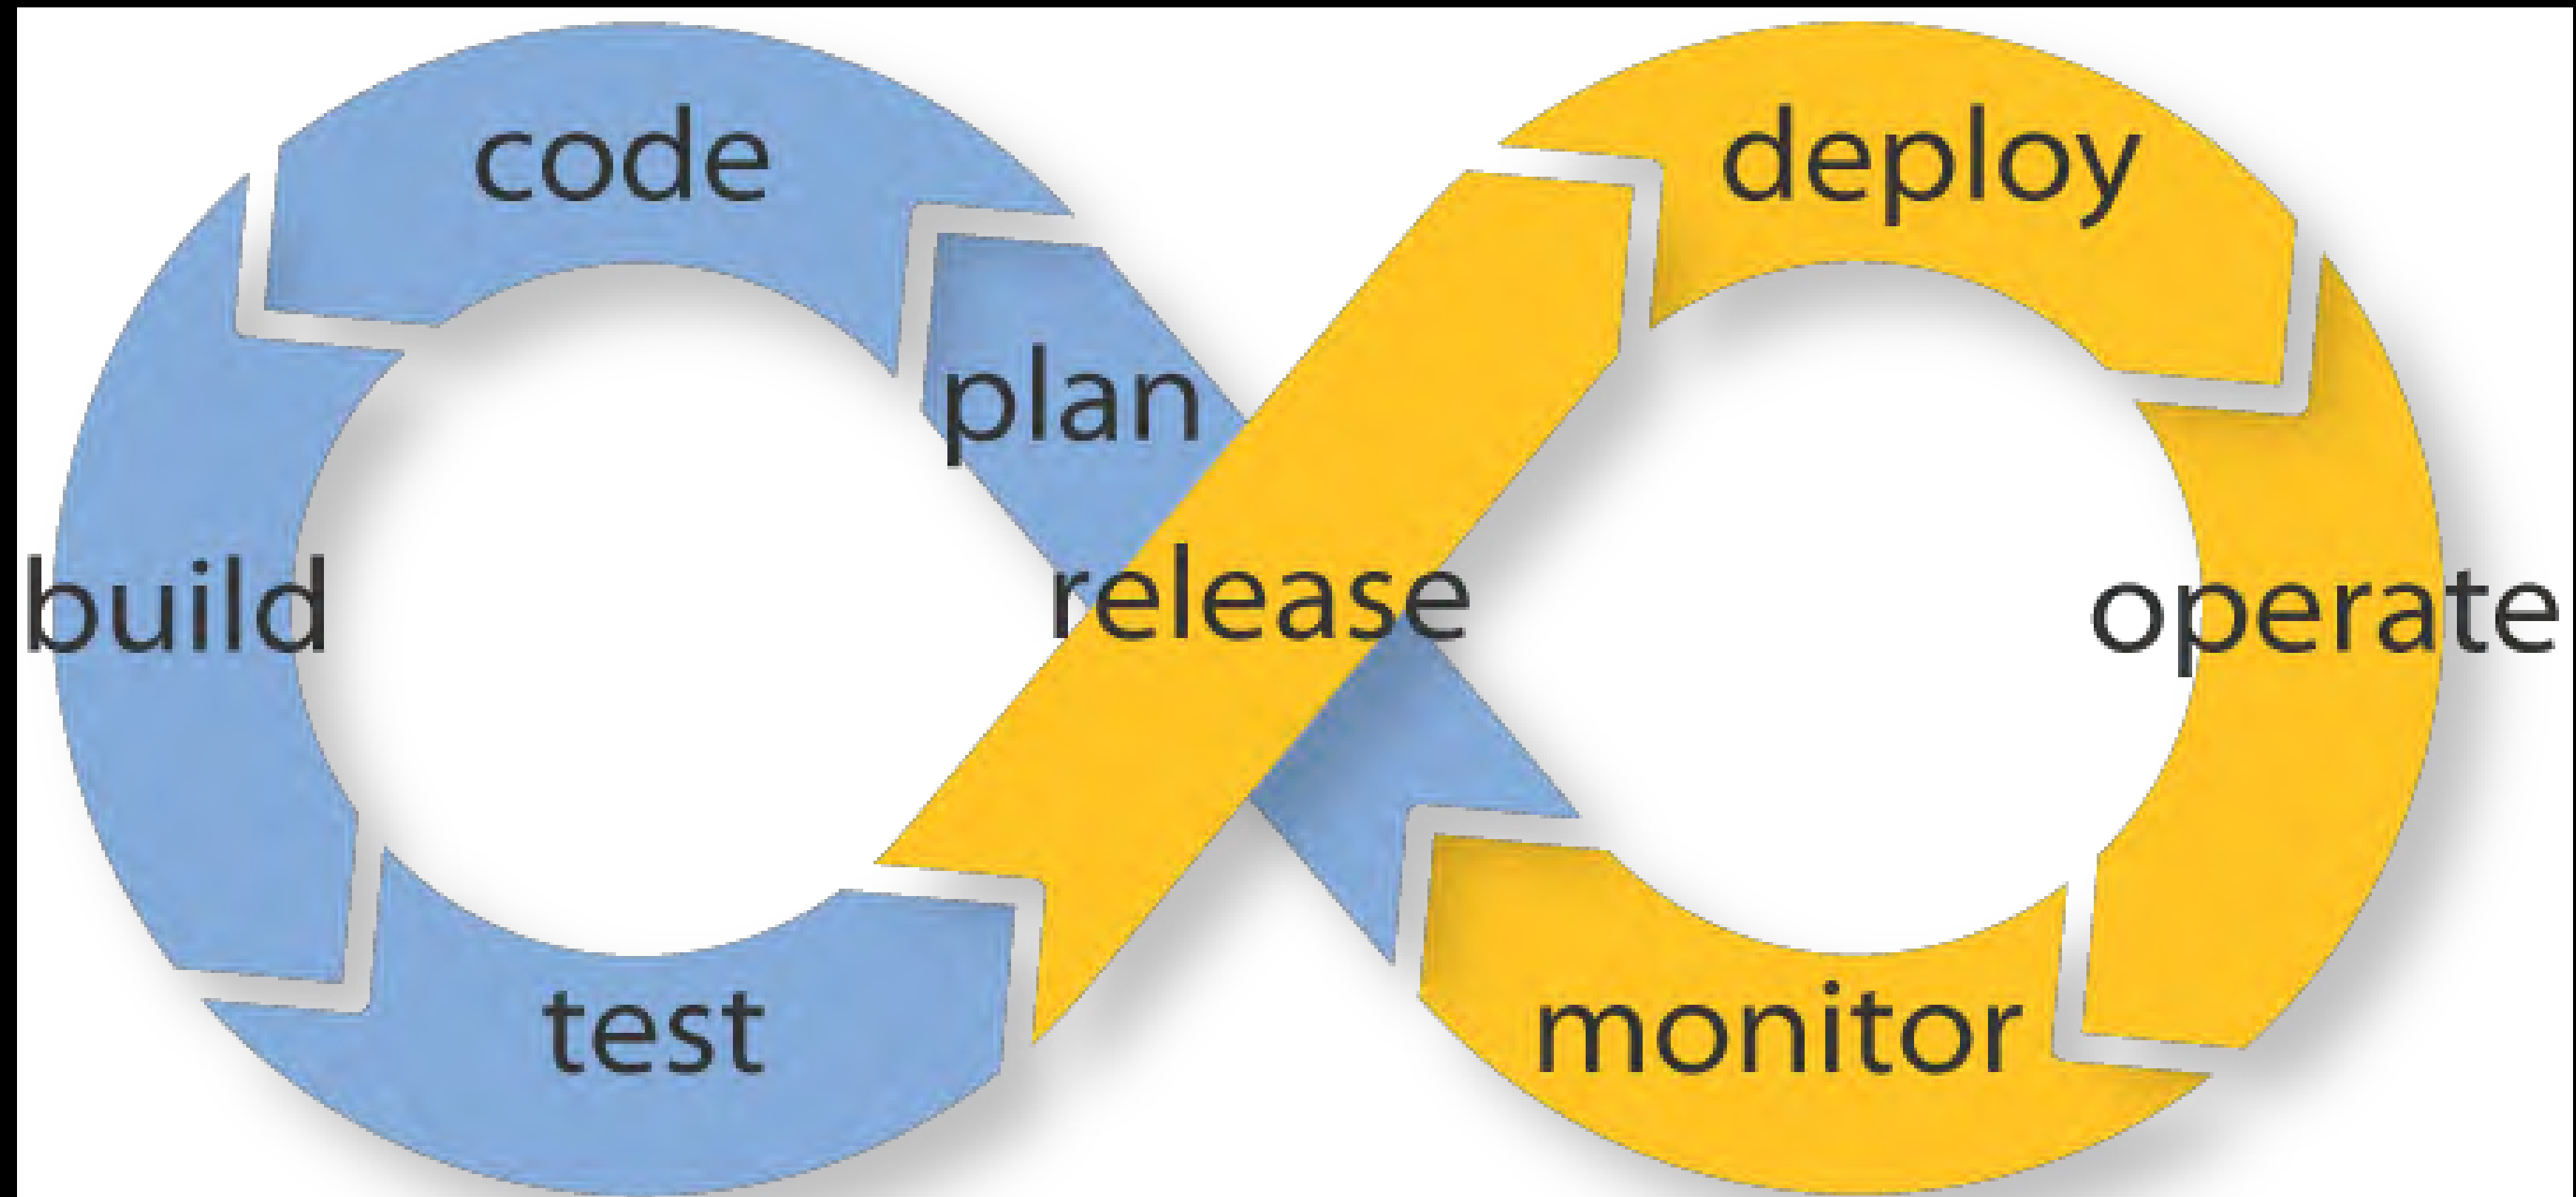 code
deploy
plan
release
build
operate
test
monitor